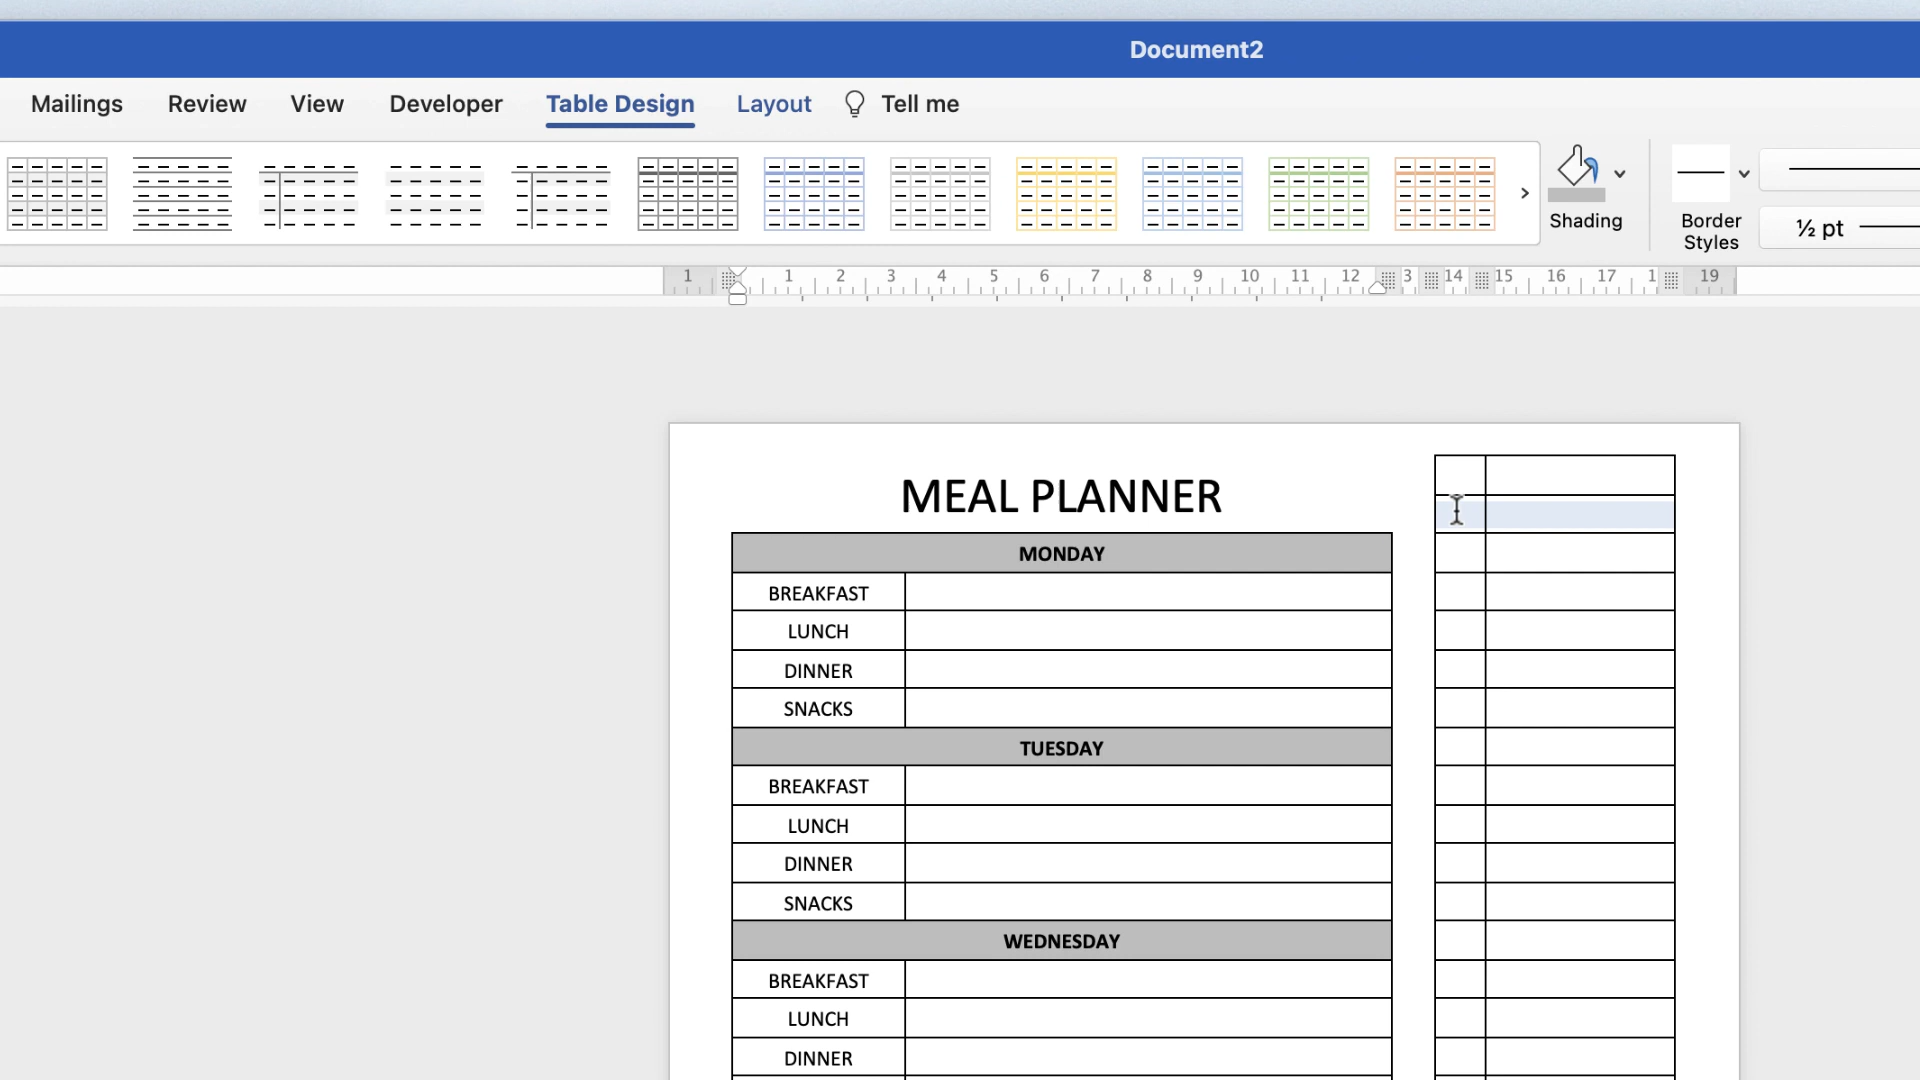 Document2
Mailings Review View Developer Table Design Layout Tell me
Shading
Border
Styles
½ pt
1 1 2 3 4 5 6 7 8 9 10 11 12 3 14 15 16 17 1 19
MEAL PLANNER
MONDAY
BREAKFAST
LUNCH
DINNER
SNACKS
TUESDAY
BREAKFAST
LUNCH
DINNER
SNACKS
WEDNESDAY
BREAKFAST
LUNCH
DINNER